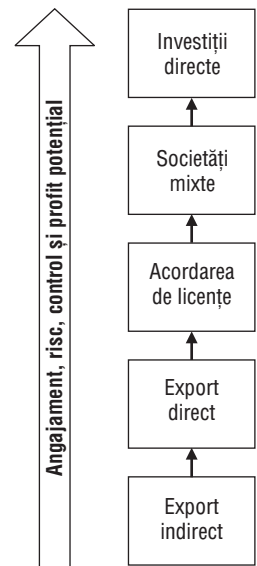 Angajament, risc, control și profit potențial
Investiții
directe
Societăți
mixte
Acordarea
de licențe
Export
direct
Export
indirect